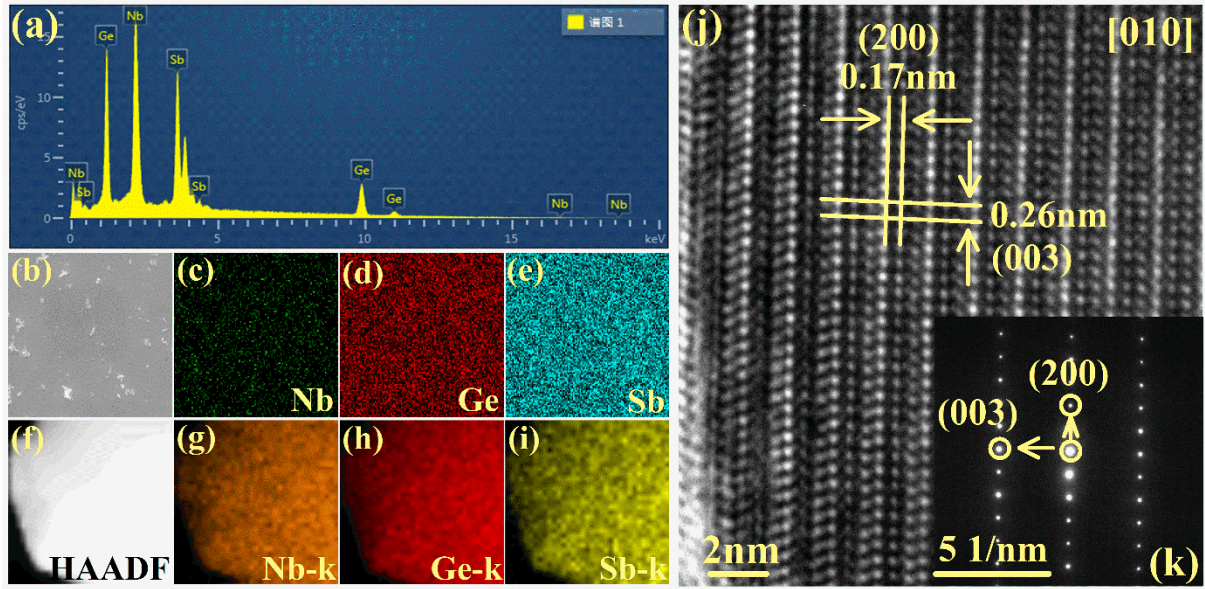 (a)
谱图 1
Ge
Nb
Sb
Nb
Sb
Sb
Ge
Ge
Nb
Nb
15
10
5
0
cps/eV
0
5
10
15
keV
(b)
(c)
Nb
(d)
Ge
(e)
Sb
(f)
HAADF
(g)
Nb-k
(h)
Ge-k
(i)
Sb-k
(j)
[010]
(200)
0.17nm
0.26nm
(003)
2nm
(200)
(003)
5 1/nm
(k)